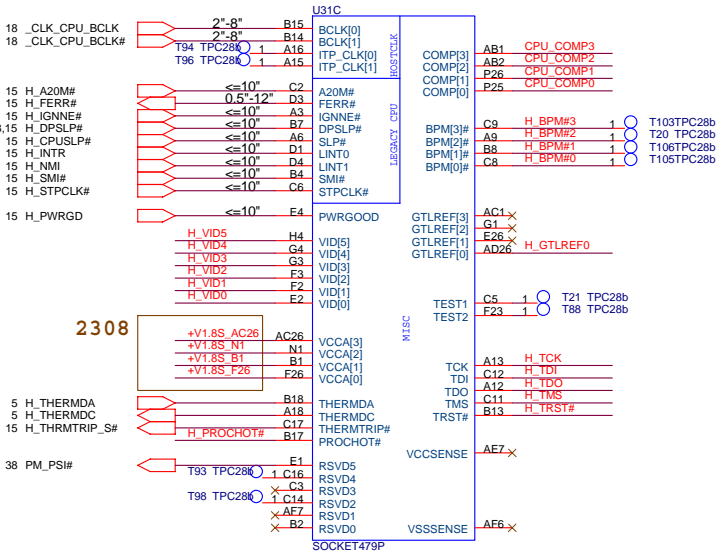 U31C
18 _CLK_CPU_BCLK 2"-8" B15 BCLK[0]
18 _CLK_CPU_BCLK# 2"-8" B14 BCLK[1]
T94 TPC28b 1 A16 ITP_CLK[0]
T96 TPC28b 1 A15 ITP_CLK[1]
HOSTCLK
COMP[3] AB1 CPU_COMP3
COMP[2] AB2 CPU_COMP2
COMP[1] P26 CPU_COMP1
COMP[0] P25 CPU_COMP0
15 H_A20M# <=10" C2 A20M#
15 H_FERR# 0.5"-12" D3 FERR#
15 H_IGNNE# <=10" A3 IGNNE#
3,15 H_DPSLP# <=10" B7 DPSLP#
15 H_CPUSLP# <=10" A6 SLP#
15 H_INTR <=10" D1 LINT0
15 H_NMI <=10" D4 LINT1
15 H_SMI# <=10" B4 SMI#
15 H_STPCLK# <=10" C6 STPCLK#
LEGACY CPU
BPM[3]# C9 H_BPM#3 1 T103TPC28b
BPM[2]# A9 H_BPM#2 1 T20 TPC28b
BPM[1]# B8 H_BPM#1 1 T106TPC28b
BPM[0]# C8 H_BPM#0 1 T105TPC28b
15 H_PWRGD <=10" E4 PWRGOOD
GTLREF[3] AC1
GTLREF[2] G1
GTLREF[1] E26
GTLREF[0] AD26 H_GTLREF0
H_VID5 H4 VID[5]
H_VID4 G4 VID[4]
H_VID3 G3 VID[3]
H_VID2 F3 VID[2]
H_VID1 F2 VID[1]
H_VID0 E2 VID[0]
TEST1 C5 1 T21 TPC28b
TEST2 F23 1 T88 TPC28b
MISC
2308
+V1.8S_AC26 AC26 VCCA[3]
+V1.8S_N1 N1 VCCA[2]
+V1.8S_B1 B1 VCCA[1]
+V1.8S_F26 F26 VCCA[0]
TCK A13 H_TCK
TDI C12 H_TDI
TDO A12 H_TDO
TMS C11 H_TMS
TRST# B13 H_TRST#
5 H_THERMDA B18 THERMDA
5 H_THERMDC A18 THERMDC
15 H_THRMTRIP_S# C17 THERMTRIP#
H_PROCHOT# B17 PROCHOT#
VCCSENSE AE7
38 PM_PSI# E1 RSVD5
T93 TPC28b 1 C16 RSVD4
C3 RSVD3
T98 TPC28b 1 C14 RSVD2
AF7 RSVD1
B2 RSVD0
VSSSENSE AF6
SOCKET479P